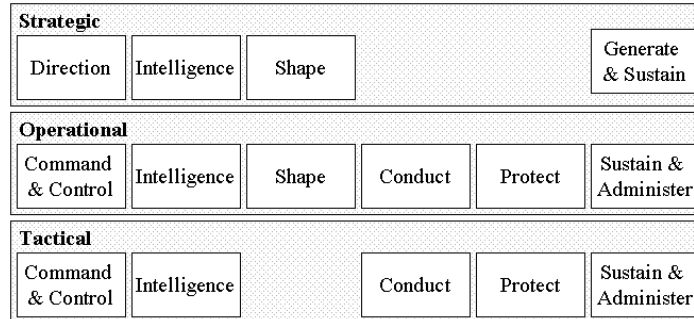 Strategic
Direction
Intelligence
Shape
Generate
& Sustain
Operational
Command
& Control
Intelligence
Shape
Conduct
Protect
Sustain &
Administer
Tactical
Command
& Control
Intelligence
Conduct
Protect
Sustain &
Administer